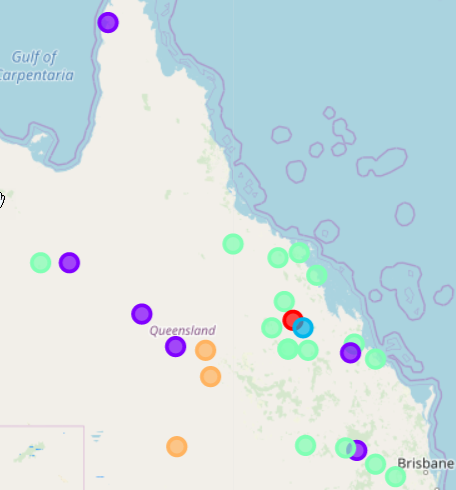 Gulf of
Carpentaria
Queensland
Brisbane